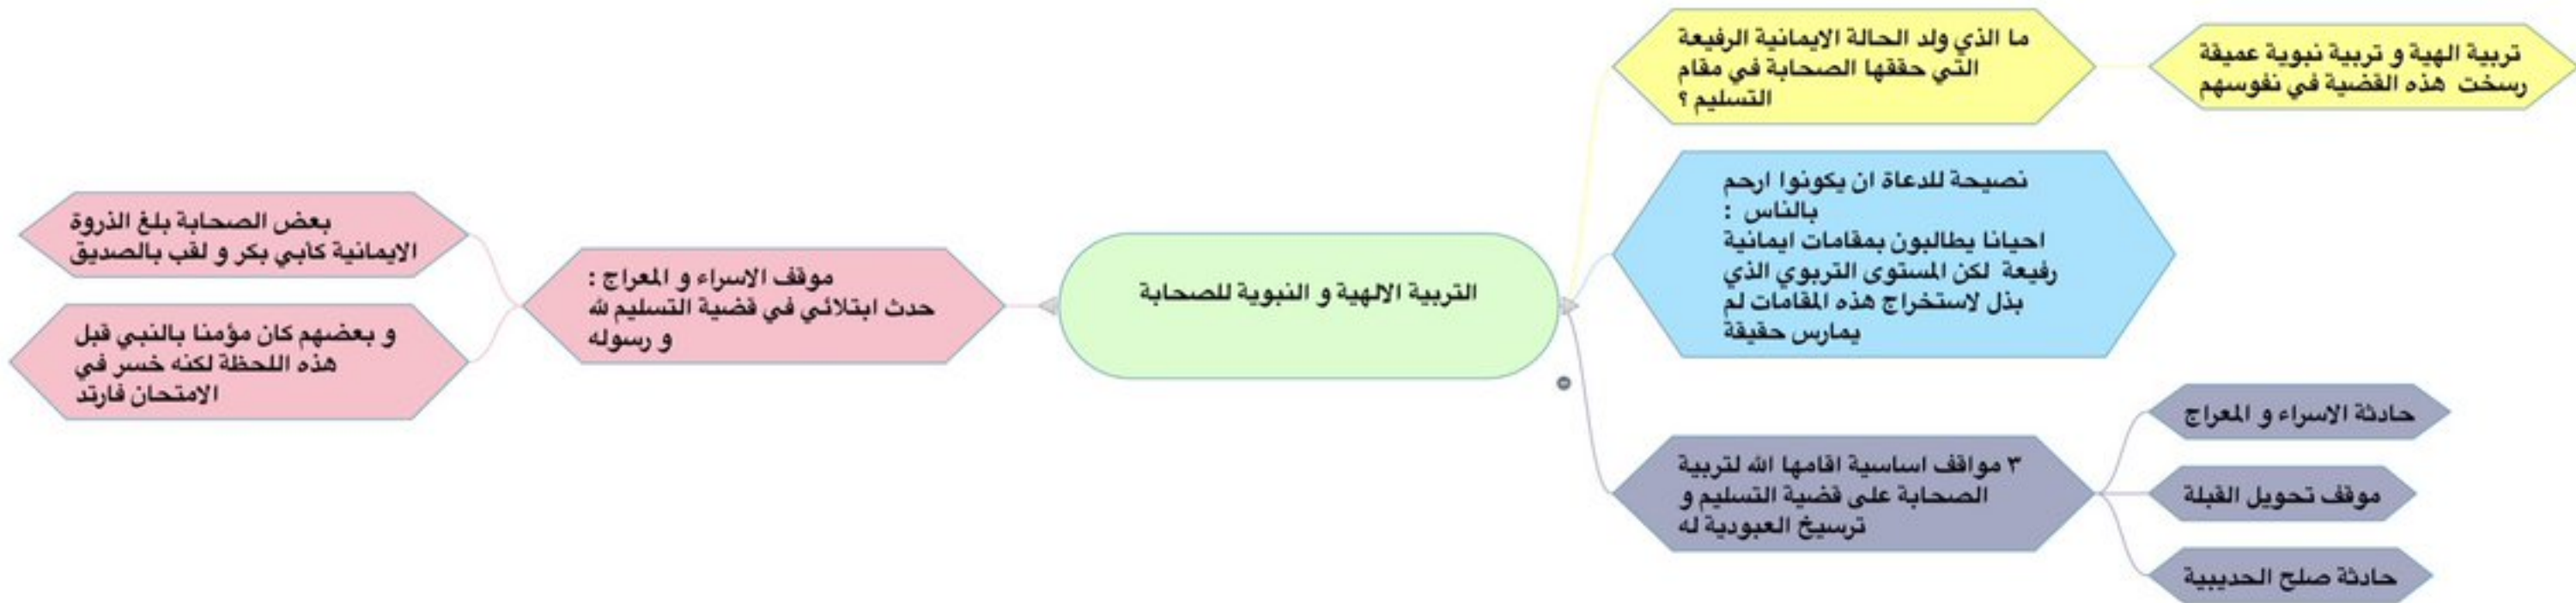 التربية الالهية و النبوية للصحابة
ما الذي ولد الحالة الايمانية الرفيعة
التي حققها الصحابة في مقام
التسليم ؟
تربية الهية و تربية نبوية عميقة
رسخت هذه القضية في نفوسهم
نصيحة للدعاة ان يكونوا ارحم
بالناس :
احيانا يطالبون بمقامات ايمانية
رفيعة لكن المستوى التربوي الذي
بذل لاستخراج هذه المقامات لم
يمارس حقيقة
٣ مواقف اساسية اقامها الله لتربية
الصحابة على قضية التسليم و
ترسيخ العبودية له
حادثة الاسراء و المعراج
موقف تحويل القبلة
حادثة صلح الحديبية
موقف الاسراء و المعراج :
حدث ابتلائي في قضية التسليم لله
و رسوله
بعض الصحابة بلغ الذروة
الايمانية كأبي بكر و لقب بالصديق
و بعضهم كان مؤمنا بالنبي قبل
هذه اللحظة لكنه خسر في
الامتحان فارتد